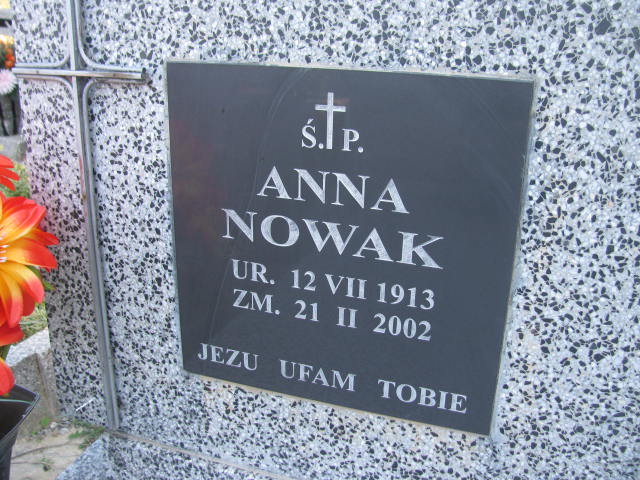 Ś. P.
ANNA
NOWAK
UR. 12 VII 1913
ZM. 21 II 2002
JEZU UFAM TOBIE